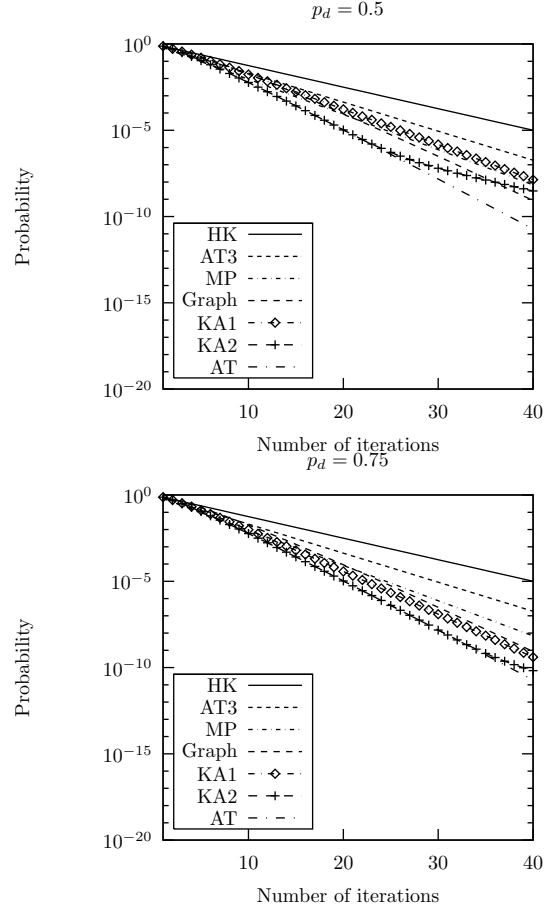 p_d = 0.5
10^0
10^{-5}
10^{-10}
10^{-15}
10^{-20}
Probability
HK
AT3
MP
Graph
KA1
KA2
AT
10 20 30 40
Number of iterations
p_d = 0.75
10^0
10^{-5}
10^{-10}
10^{-15}
10^{-20}
Probability
HK
AT3
MP
Graph
KA1
KA2
AT
10 20 30 40
Number of iterations